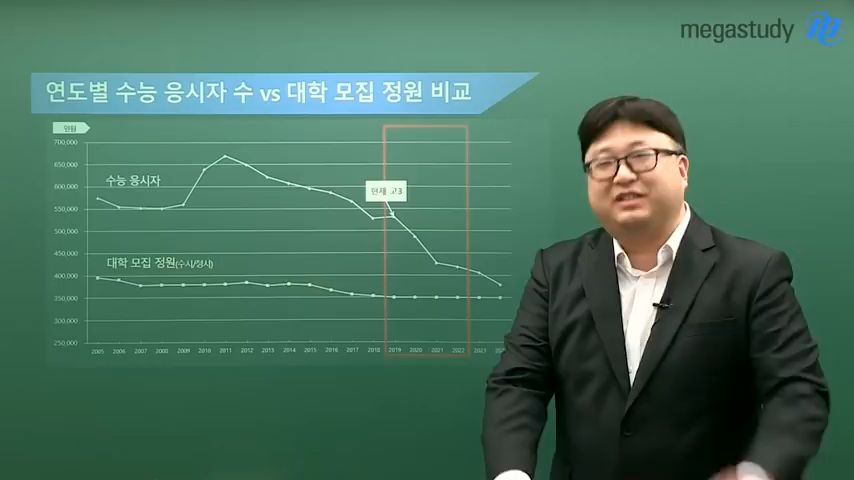 megastudy
연도별 수능 응시자 수 vs 대학 모집 정원 비교
만원
700,000
650,000
수능 응시자
600,000
현재 고3
550,000
500,000
450,000
대학 모집 정원(수시/정시)
400,000
350,000
300,000
250,000
2005 2006 2007 2008 2009 2010 2011 2012 2013 2014 2015 2016 2017 2018 2019 2020 2021 2022 2023